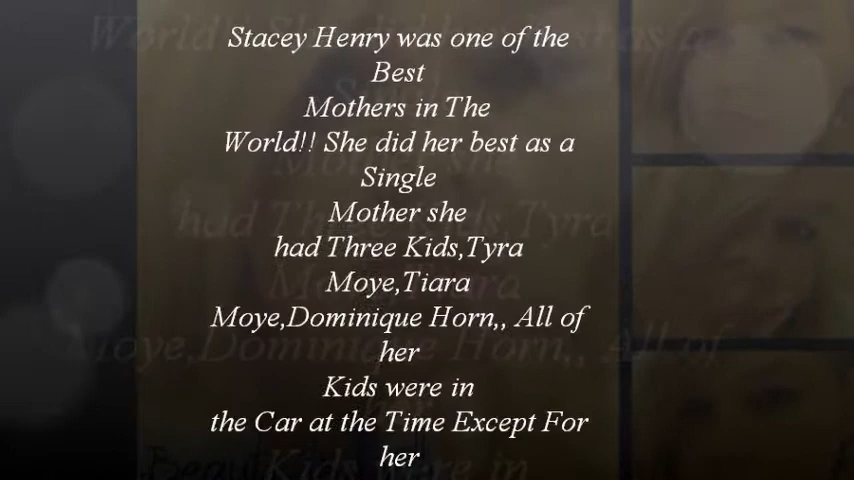 Stacey Henry was one of the
Best
Mothers in The
World!! She did her best as a
Single
Mother she
had Three Kids,Tyra
Moye,Tiara
Moye,Dominique Horn,, All of
her
Kids were in
the Car at the Time Except For
her